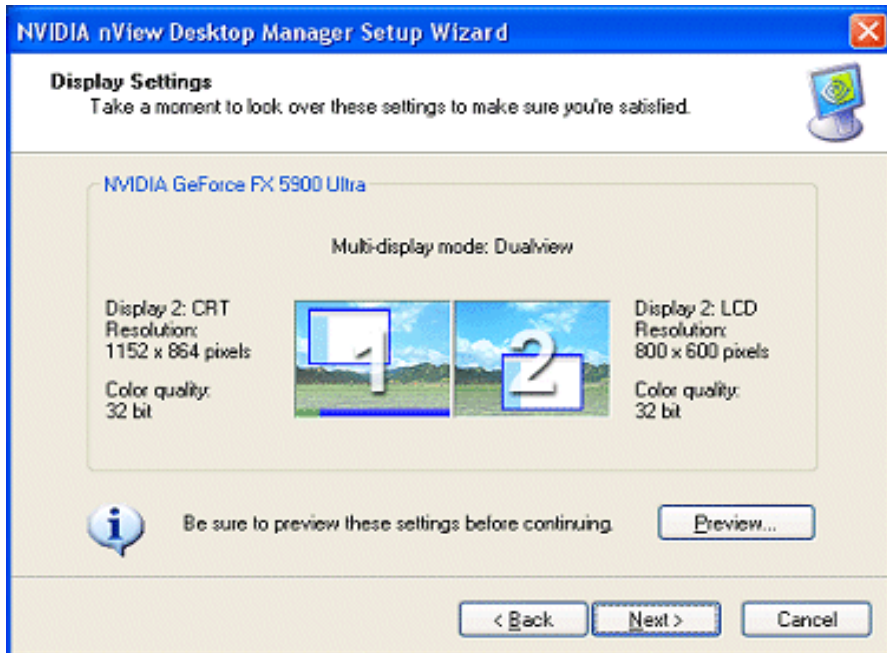 NVIDIA nView Desktop Manager Setup Wizard
Display Settings
Take a moment to look over these settings to make sure you're satisfied.
NVIDIA GeForce FX 5900 Ultra
Multi-display mode: Dualview
Display 2: CRT
Resolution:
1152 x 864 pixels
Color quality:
32 bit
1
2
Display 2: LCD
Resolution:
800 x 600 pixels
Color quality:
32 bit
Be sure to preview these settings before continuing.
Preview...
< Back
Next >
Cancel